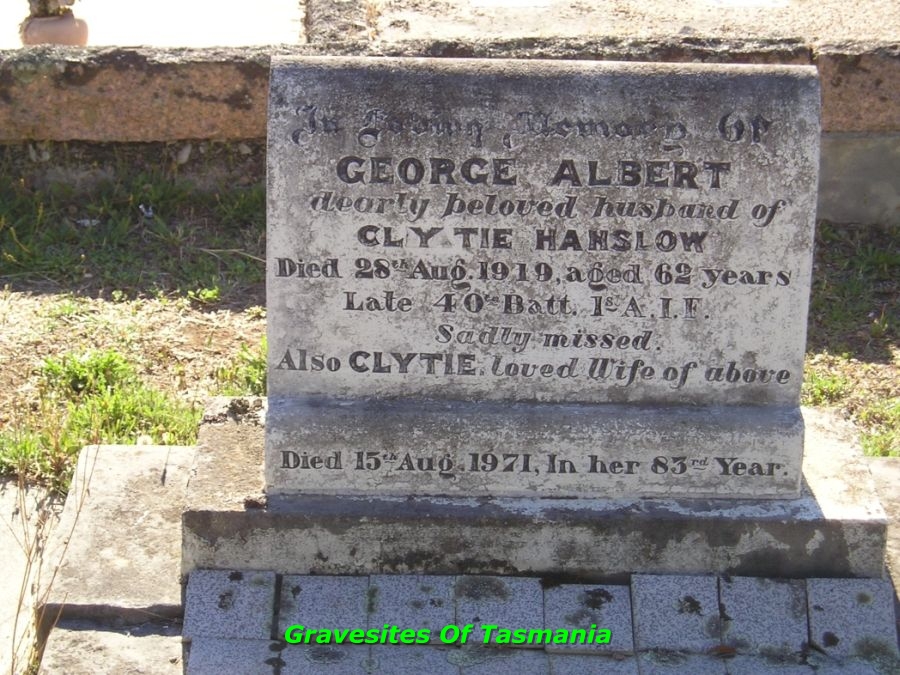 In Loving Memory Of
GEORGE ALBERT
dearly beloved husband of
CLYTIE HANSLOW
Died 28th Aug. 1919, aged 62 years
Late 40th Batt. 1st A.I.F.
Sadly missed.
Also CLYTIE, loved Wife of above
Died 15th Aug. 1971, In her 83rd Year.
Gravesites Of Tasmania